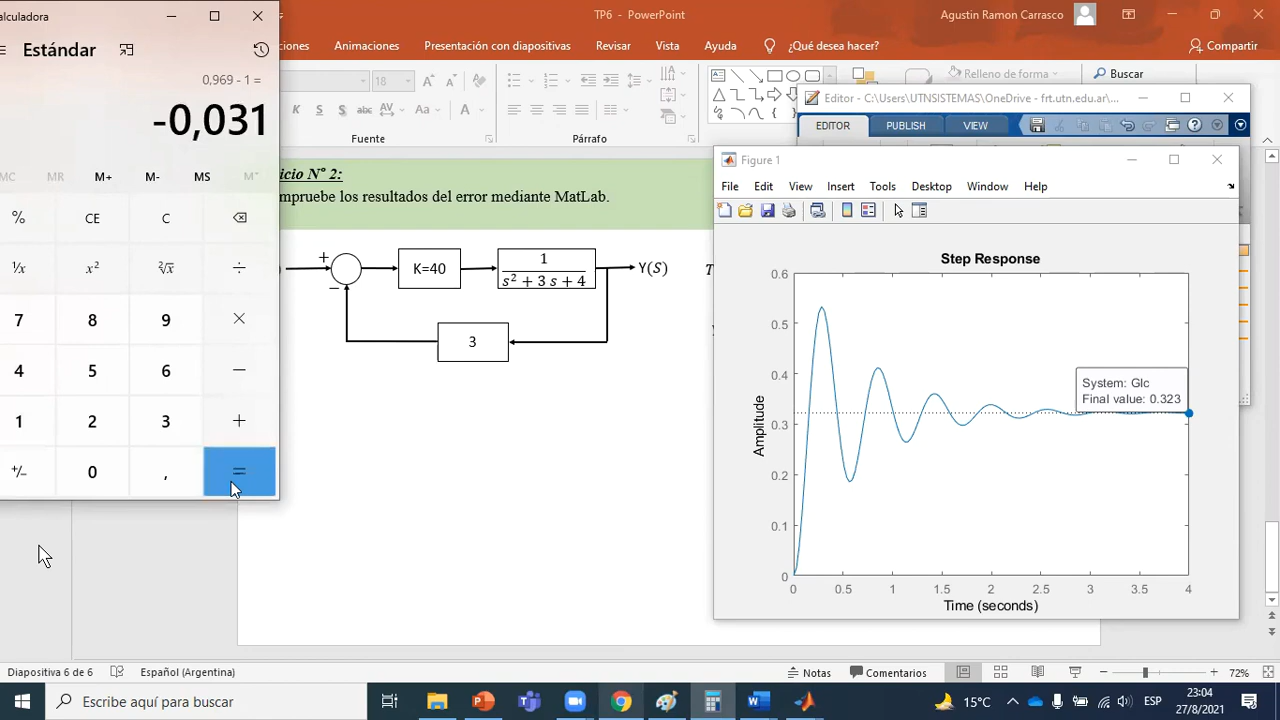 alculadora
Estándar
0,969 - 1 =
-0,031
MC MR M+ M- MS M˅
% CE C
¹/x x² ²√x ÷
7 8 9 ×
4 5 6 −
1 2 3 +
+/− 0 , =
TP6 - PowerPoint
Agustin Ramon Carrasco
ciones Animaciones Presentación con diapositivas Revisar Vista Ayuda ¿Qué desea hacer?
Compartir
18
Relleno de forma
Buscar
N K S S abc AV Aa A
Fuente
Párrafo
Editor - C:\Users\UTNSISTEMAS\OneDrive - frt.utn.edu.ar\
EDITOR PUBLISH VIEW
icio N° 2:
mpruebe los resultados del error mediante MatLab.
+
−
K=40
1
s² + 3 s + 4
Y(S)
3
Figure 1
File Edit View Insert Tools Desktop Window Help
Step Response
Amplitude
0.6
0.5
0.4
0.3
0.2
0.1
0
System: Glc
Final value: 0.323
0 0.5 1 1.5 2 2.5 3 3.5 4
Time (seconds)
Diapositiva 6 de 6 Español (Argentina)
Notas Comentarios 72%
Escribe aquí para buscar
15°C ESP
23:04
27/8/2021